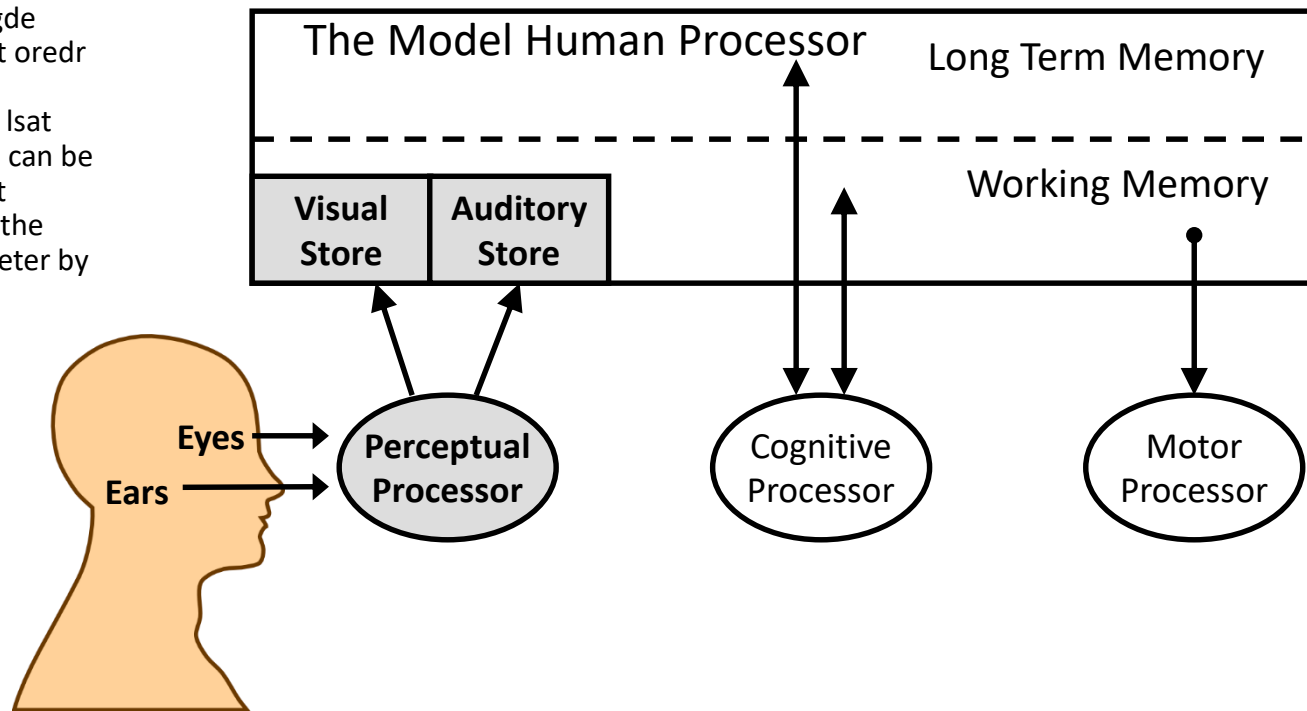 gde
t oredr
lsat
can be
t
the
eter by
The Model Human Processor
Long Term Memory
Working Memory
Visual
Store
Auditory
Store
Eyes
Ears
Perceptual
Processor
Cognitive
Processor
Motor
Processor